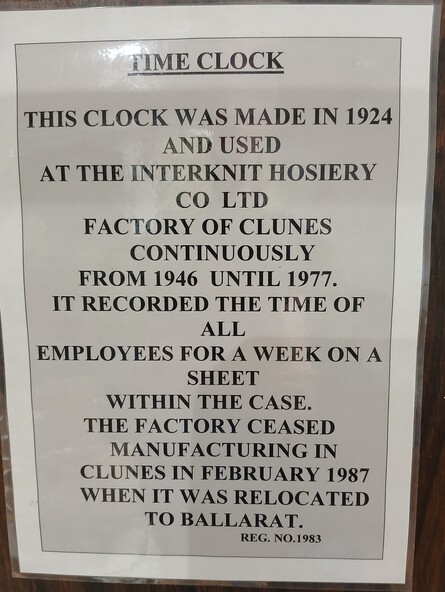 TIME CLOCK
THIS CLOCK WAS MADE IN 1924
AND USED
AT THE INTERKNIT HOSIERY
CO LTD
FACTORY OF CLUNES
CONTINUOUSLY
FROM 1946 UNTIL 1977.
IT RECORDED THE TIME OF
ALL
EMPLOYEES FOR A WEEK ON A
SHEET
WITHIN THE CASE.
THE FACTORY CEASED
MANUFACTURING IN
CLUNES IN FEBRUARY 1987
WHEN IT WAS RELOCATED
TO BALLARAT.
REG. NO.1983